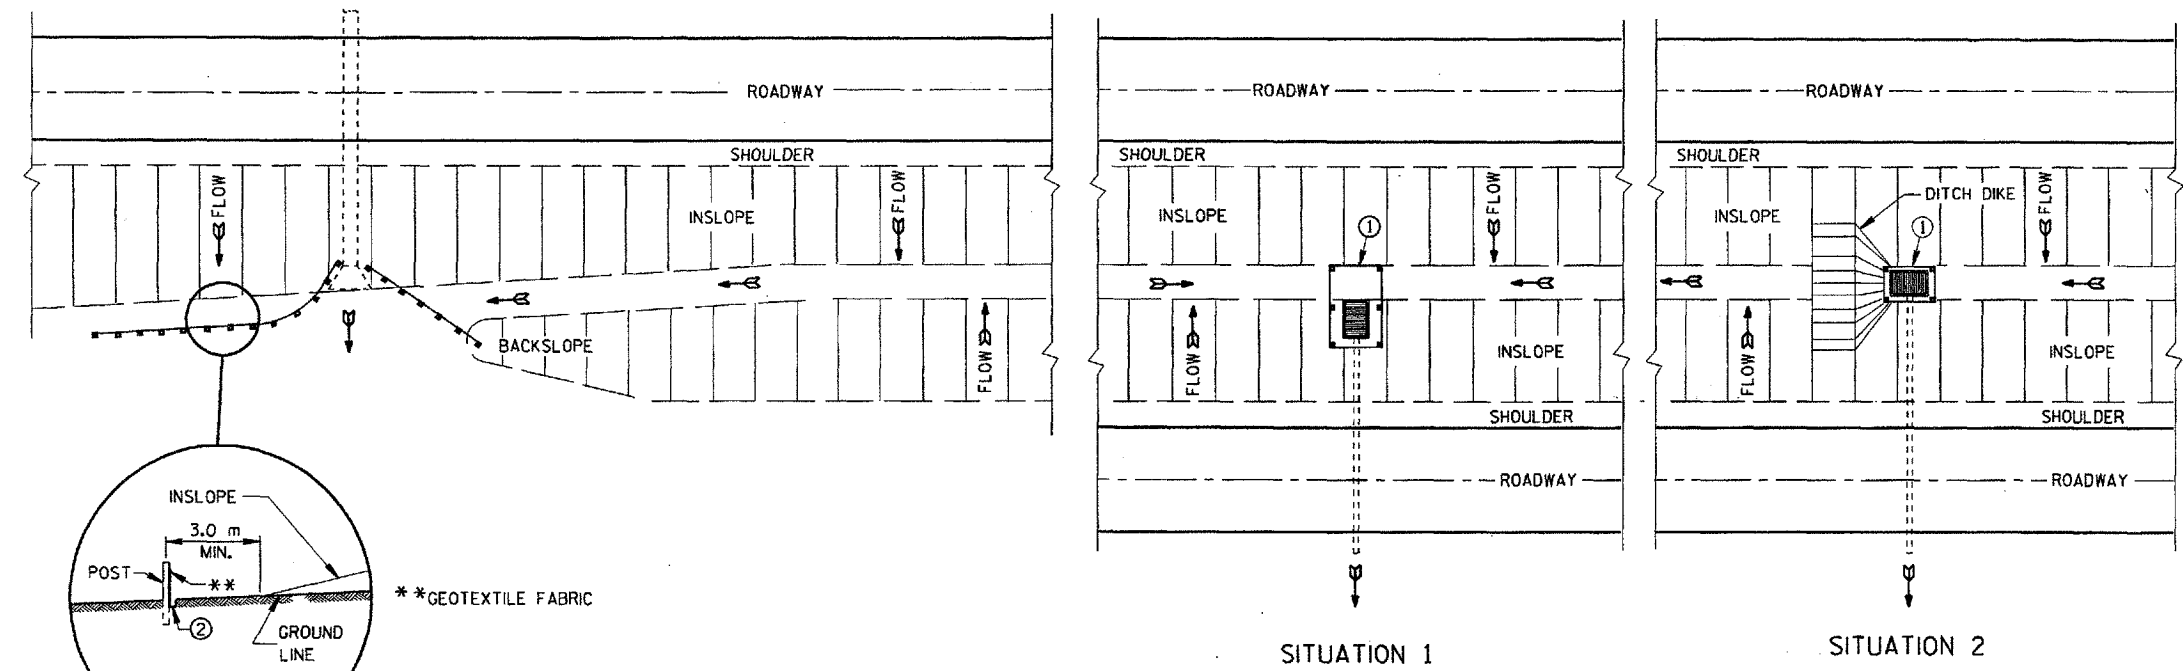 ROADWAY
SHOULDER
FLOW
FLOW
INSLOPE
BACKSLOPE
FLOW
INSLOPE
3.0 m
MIN.
POST
**
②
GROUND
LINE
**GEOTEXTILE FABRIC
ROADWAY
SHOULDER
INSLOPE
①
FLOW
FLOW
INSLOPE
SHOULDER
ROADWAY
SITUATION 1
ROADWAY
SHOULDER
DITCH DIKE
INSLOPE
①
FLOW
FLOW
INSLOPE
SHOULDER
ROADWAY
SITUATION 2